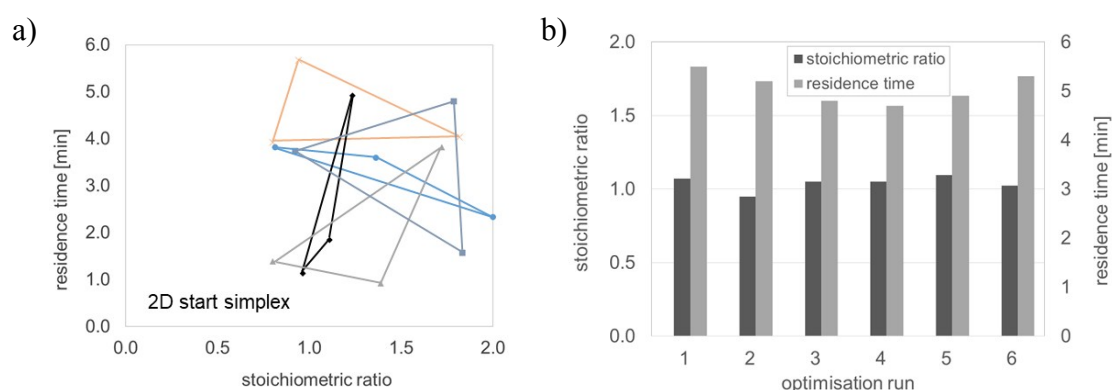 a)
6.0
5.0
4.0
3.0
2.0
1.0
0.0
residence time [min]
2D start simplex
0.0 0.5 1.0 1.5 2.0
stoichiometric ratio
b)
2.0
1.5
1.0
0.5
0.0
stoichiometric ratio
stoichiometric ratio
residence time
6
5
4
3
2
1
0
residence time [min]
1 2 3 4 5 6
optimisation run